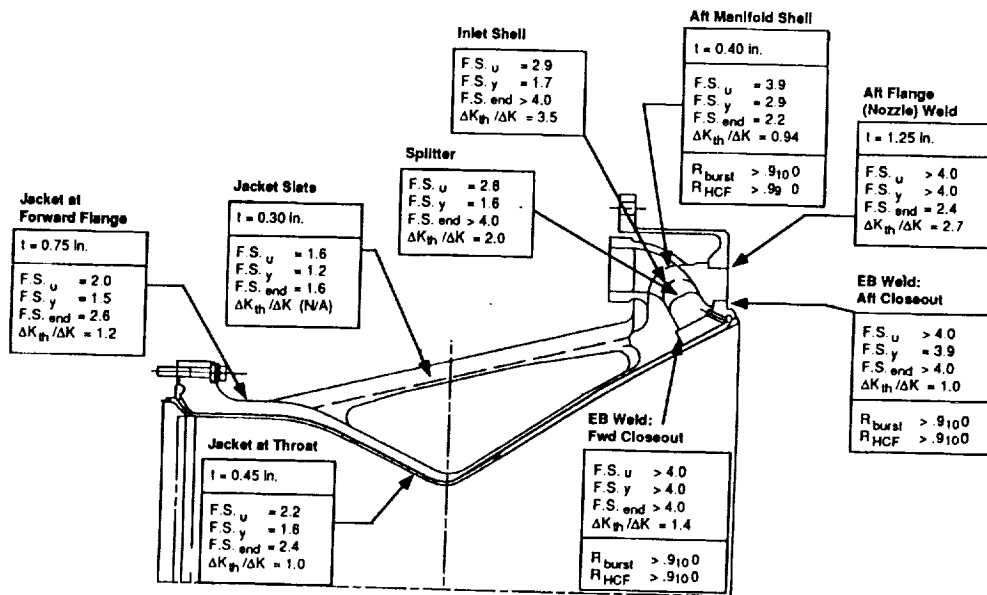 Aft Manifold Shell
t = 0.40 in.
F.S. u = 3.9
F.S. y = 2.9
F.S. end = 2.2
ΔKth /ΔK = 0.94
Rburst > .9100
RHCF > .99 0
Inlet Shell
F.S. u = 2.9
F.S. y = 1.7
F.S. end > 4.0
ΔKth /ΔK = 3.5
Aft Flange
(Nozzle) Weld
t = 1.25 in.
F.S. u > 4.0
F.S. y > 4.0
F.S. end = 2.4
ΔKth /ΔK = 2.7
Splitter
F.S. u = 2.8
F.S. y = 1.6
F.S. end > 4.0
ΔKth /ΔK = 2.0
Jacket Slats
t = 0.30 in.
F.S. u = 1.6
F.S. y = 1.2
F.S. end = 1.6
ΔKth /ΔK (N/A)
Jacket at
Forward Flange
t = 0.75 in.
F.S. u = 2.0
F.S. y = 1.5
F.S. end = 2.6
ΔKth /ΔK = 1.2
EB Weld:
Aft Closeout
F.S. u > 4.0
F.S. y = 3.9
F.S. end > 4.0
ΔKth /ΔK = 1.0
Rburst > .9100
RHCF > .9100
Jacket at Throat
t = 0.45 in.
F.S. u = 2.2
F.S. y = 1.6
F.S. end = 2.4
ΔKth /ΔK = 1.0
EB Weld:
Fwd Closeout
F.S. u > 4.0
F.S. y > 4.0
F.S. end > 4.0
ΔKth /ΔK = 1.4
Rburst > .9100
RHCF > .9100